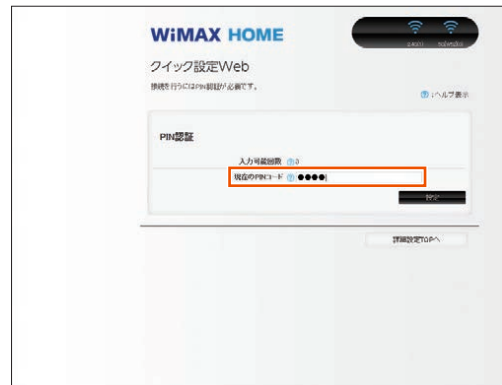 WiMAX HOME
クイック設定Web
接続を行うにはPIN認証が必要です。
:ヘルプ表示
PIN認証
入力可能回数 3
現在のPINコード ●●●●
設定
詳細設定TOPへ